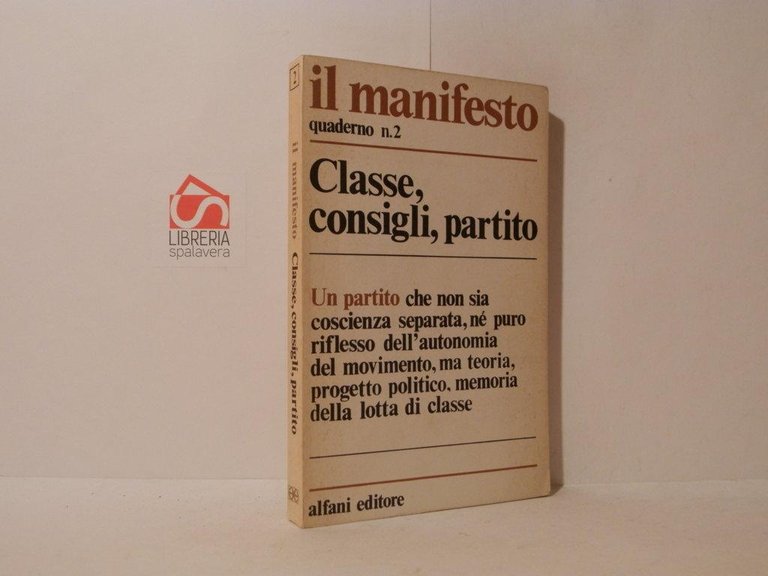 il manifesto
quaderno n.2
Classe,
consigli, partito
Un partito che non sia
coscienza separata, né puro
riflesso dell'autonomia
del movimento, ma teoria,
progetto politico, memoria
della lotta di classe
alfani editore
2
il manifesto Classe, consigli, partito
LIBRERIA
spalavera